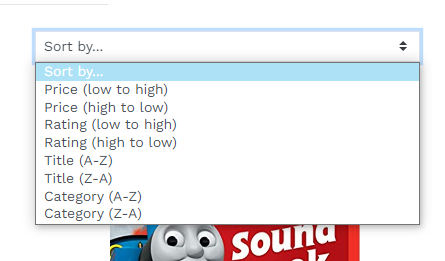 Sort by...
Sort by...
Price (low to high)
Price (high to low)
Rating (low to high)
Rating (high to low)
Title (A-Z)
Title (Z-A)
Category (A-Z)
Category (Z-A)
sound